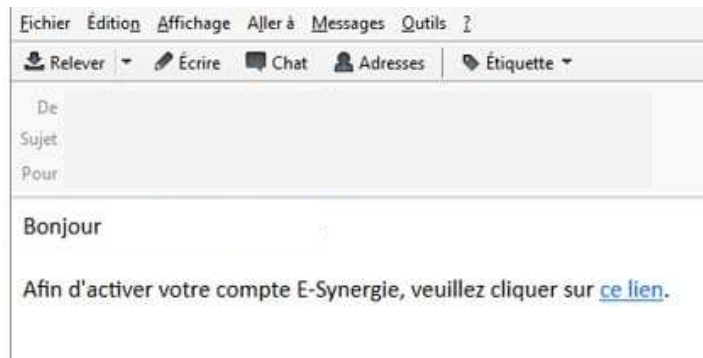 Fichier Édition Affichage Aller à Messages Outils ?
Relever Écrire Chat Adresses Étiquette
De
Sujet
Pour
Bonjour
Afin d'activer votre compte E-Synergie, veuillez cliquer sur ce lien.